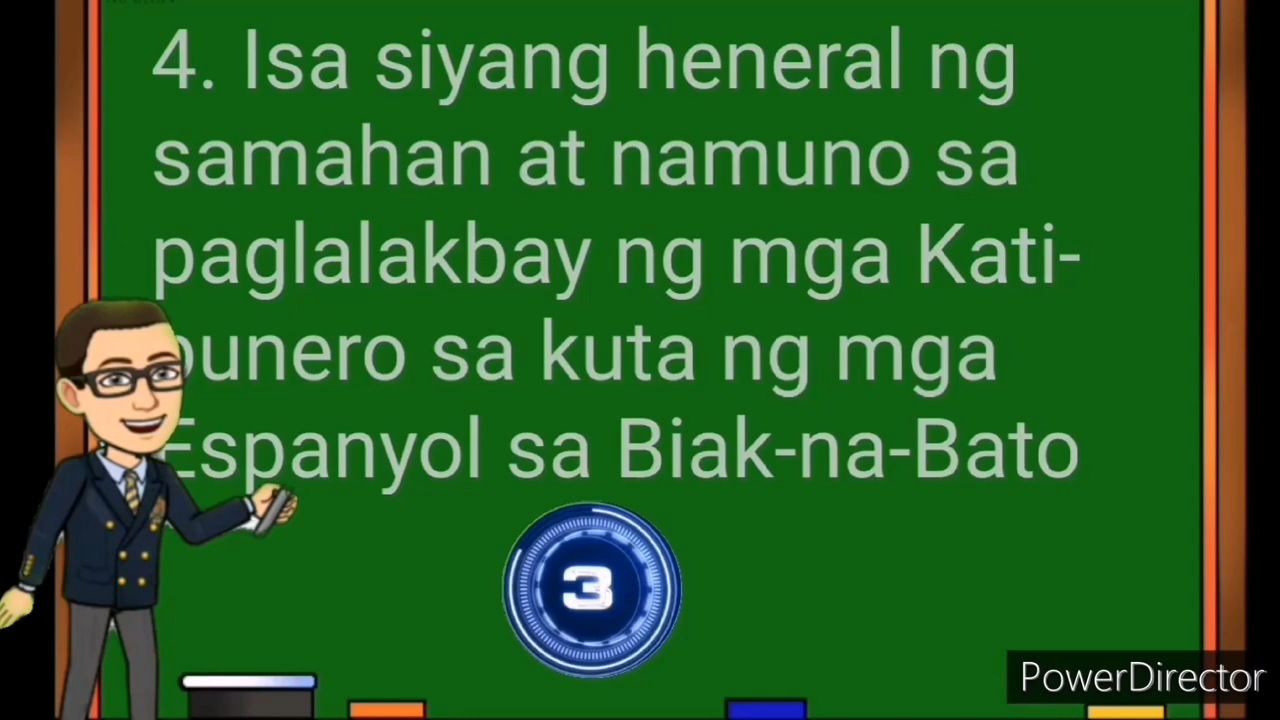 4. Isa siyang heneral ng
samahan at namuno sa
paglalakbay ng mga Kati-
punero sa kuta ng mga
Espanyol sa Biak-na-Bato
3
PowerDirector